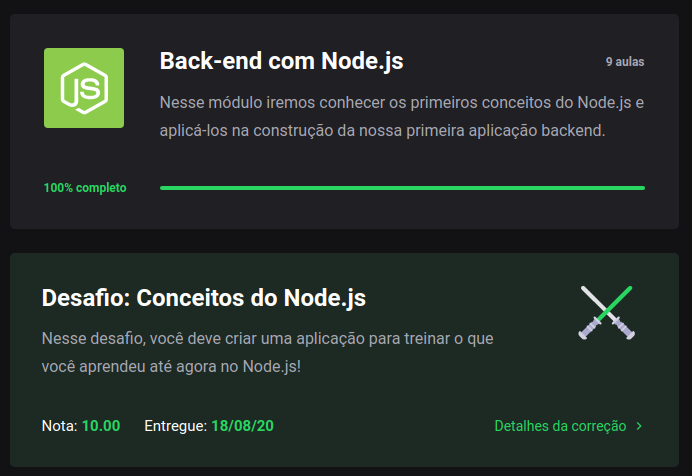 JS
Back-end com Node.js
9 aulas
Nesse módulo iremos conhecer os primeiros conceitos do Node.js e
aplicá-los na construção da nossa primeira aplicação backend.
100% completo
Desafio: Conceitos do Node.js
Nesse desafio, você deve criar uma aplicação para treinar o que
você aprendeu até agora no Node.js!
Nota: 10.00 Entregue: 18/08/20
Detalhes da correção